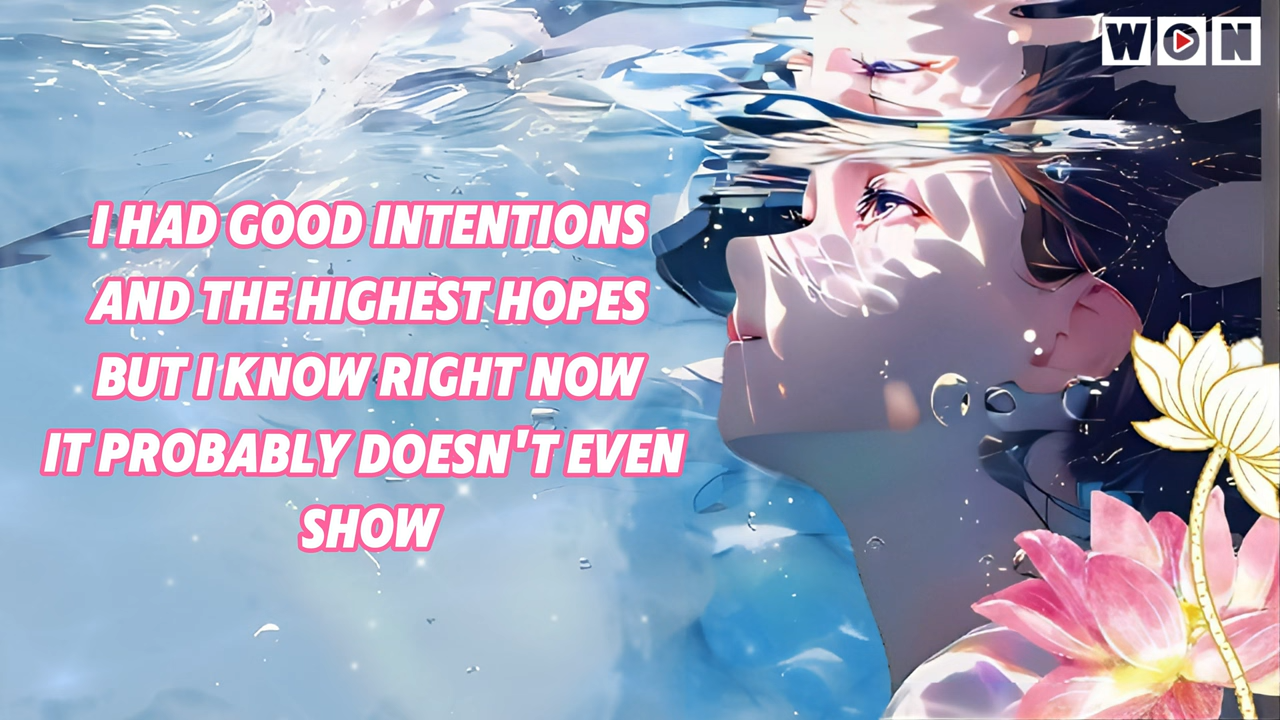 WON
I HAD GOOD INTENTIONS
AND THE HIGHEST HOPES
BUT I KNOW RIGHT NOW
IT PROBABLY DOESN'T EVEN
SHOW